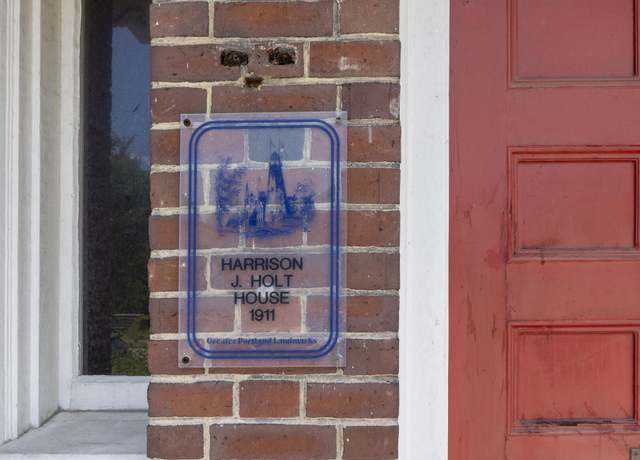 HARRISON
J. HOLT
HOUSE
1911
Greater Portland Landmarks